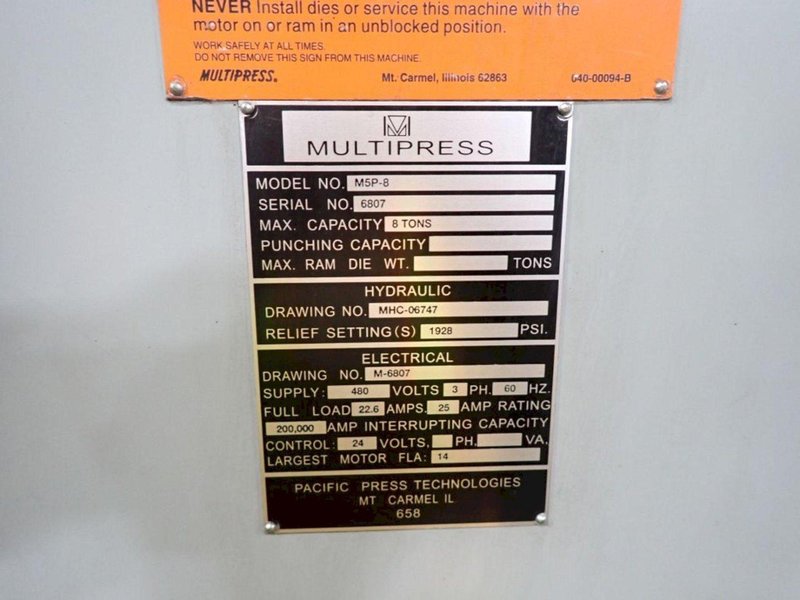 NEVER Install dies or service this machine with the
motor on or ram in an unblocked position.
WORK SAFELY AT ALL TIMES.
DO NOT REMOVE THIS SIGN FROM THIS MACHINE.
MULTIPRESS. Mt. Carmel, Illinois 62863 040-00094-B
MULTIPRESS
MODEL NO. M5P-8
SERIAL NO. 6807
MAX. CAPACITY 8 TONS
PUNCHING CAPACITY
MAX. RAM DIE WT. TONS
HYDRAULIC
DRAWING NO. MHC-06747
RELIEF SETTING(S) 1928 PSI.
ELECTRICAL
DRAWING NO. M-6807
SUPPLY: 480 VOLTS 3 PH. 60 HZ.
FULL LOAD 22.6 AMPS. 25 AMP RATING
200,000 AMP INTERRUPTING CAPACITY
CONTROL: 24 VOLTS, PH. VA,
LARGEST MOTOR FLA: 14
PACIFIC PRESS TECHNOLOGIES
MT CARMEL IL
658